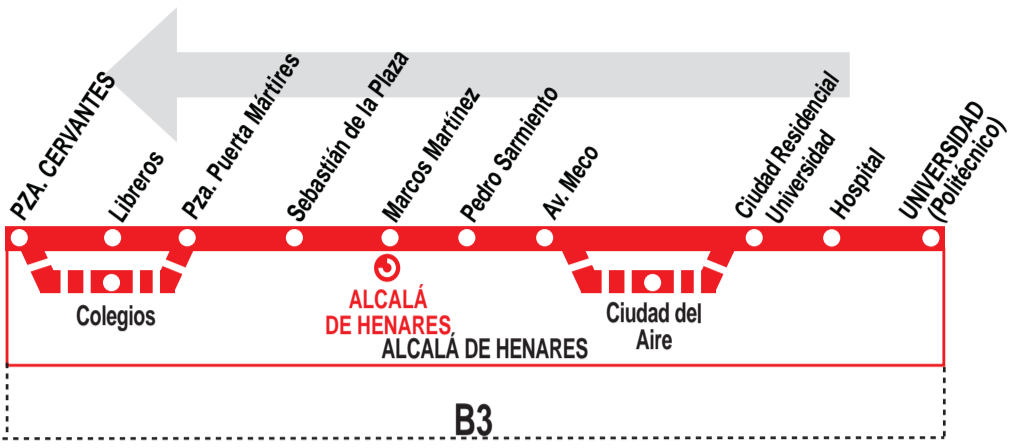 PZA. CERVANTES
Libreros
Pza. Puerta Mártires
Sebastián de la Plaza
Marcos Martínez
Pedro Sarmiento
Av. Meco
Ciudad Residencial
Universidad
Hospital
UNIVERSIDAD
(Politécnico)
Colegios
ALCALÁ
DE HENARES
Ciudad del
Aire
ALCALÁ DE HENARES
B3